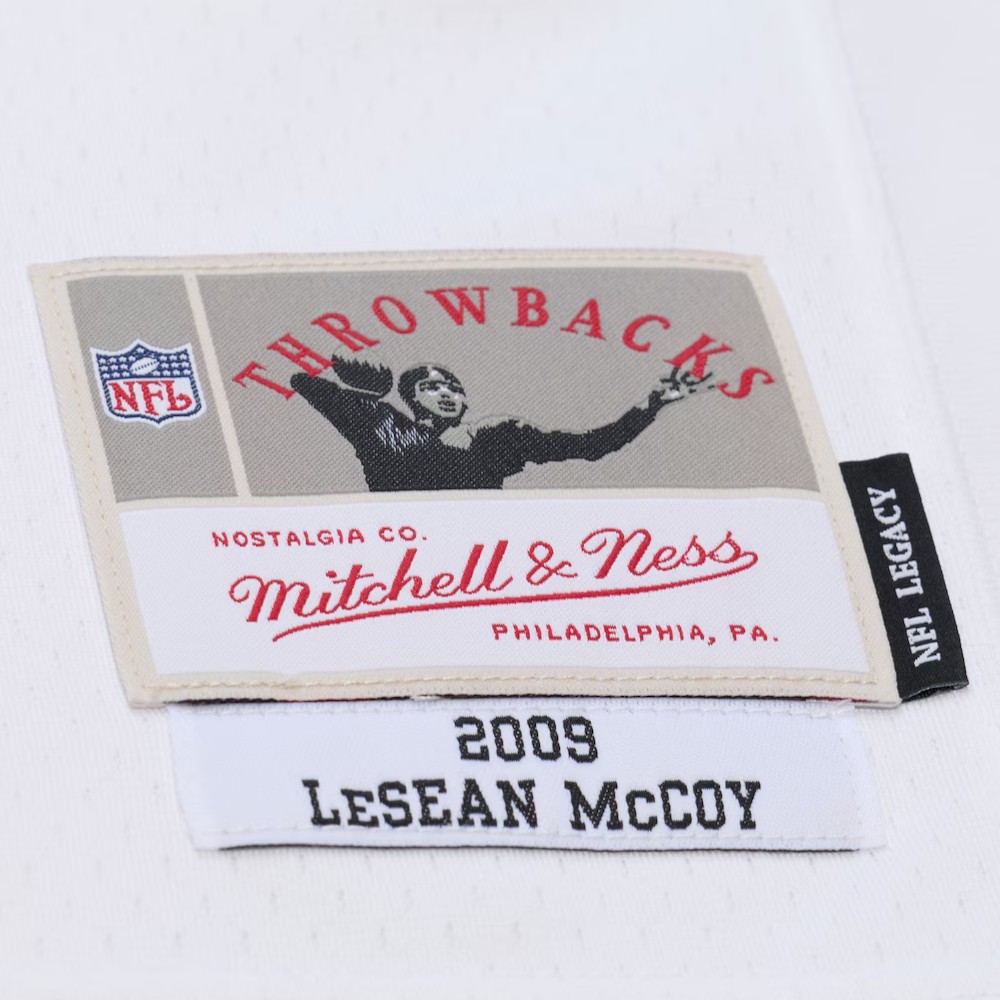 THROWBACKS
NFL
NOSTALGIA CO.
Mitchell & Ness
PHILADELPHIA, PA.
NFL LEGACY
2009
LeSEAN McCOY